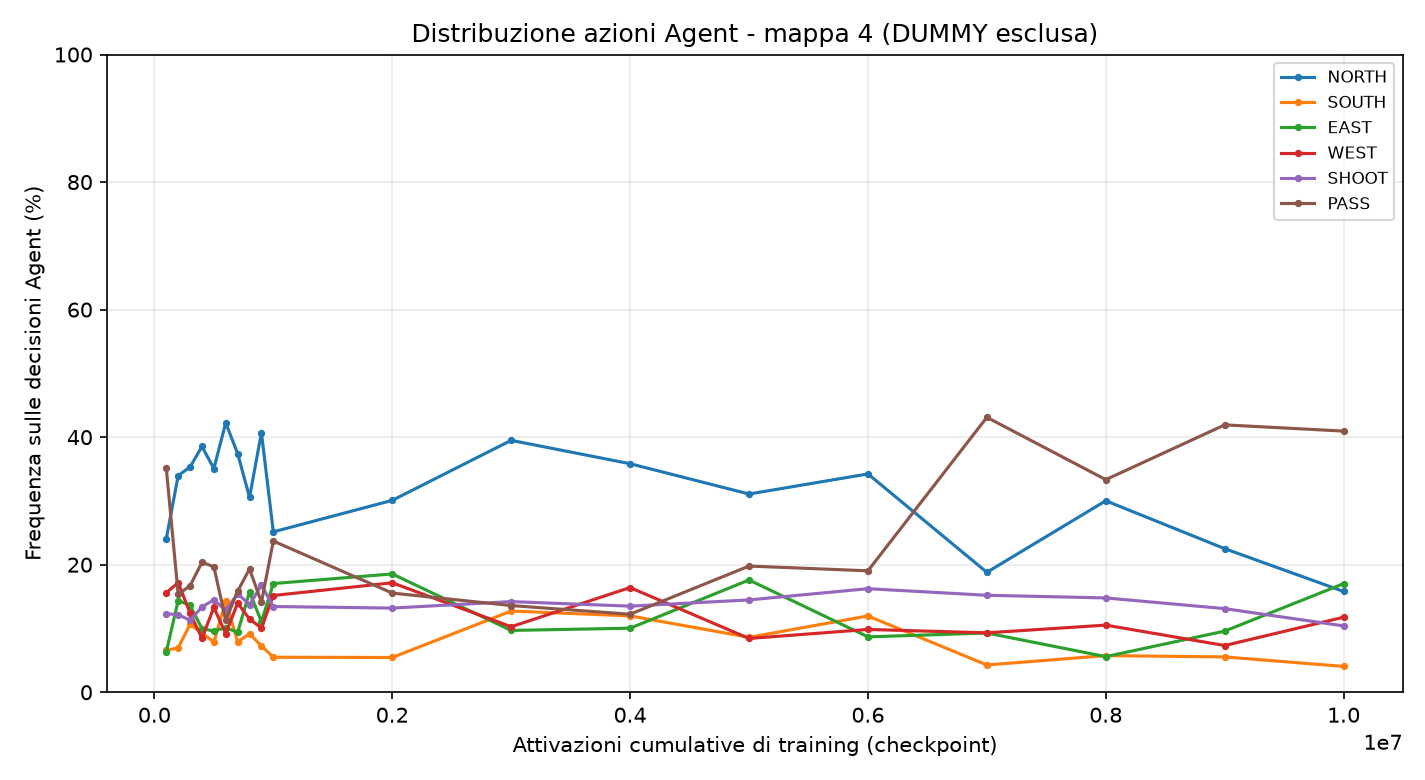 Distribuzione azioni Agent - mappa 4 (DUMMY esclusa)
100
80
60
40
20
0
Frequenza sulle decisioni Agent (%)
NORTH
SOUTH
EAST
WEST
SHOOT
PASS
0.0 0.2 0.4 0.6 0.8 1.0
1e7
Attivazioni cumulative di training (checkpoint)